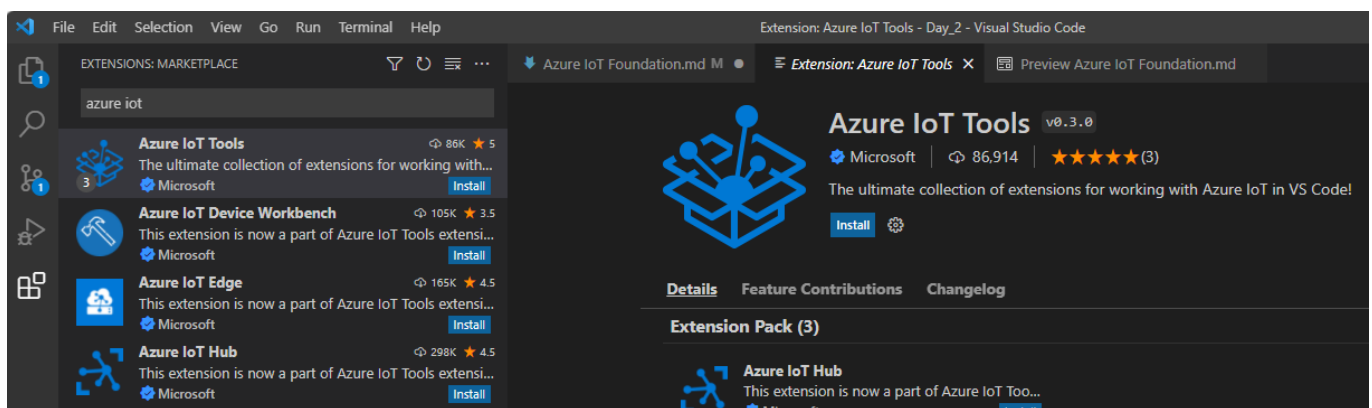 File Edit Selection View Go Run Terminal Help
Extension: Azure IoT Tools - Day_2 - Visual Studio Code
EXTENSIONS: MARKETPLACE
azure iot
Azure IoT Tools 86K 5
The ultimate collection of extensions for working with...
3
Microsoft Install
Azure IoT Device Workbench 105K 3.5
This extension is now a part of Azure IoT Tools extensi...
Microsoft Install
Azure IoT Edge 165K 4.5
This extension is now a part of Azure IoT Tools extensi...
Microsoft Install
Azure IoT Hub 298K 4.5
This extension is now a part of Azure IoT Tools extensi...
Microsoft Install
1
1
Azure IoT Foundation.md M
Extension: Azure IoT Tools
Preview Azure IoT Foundation.md
Azure IoT Tools v0.3.0
Microsoft 86,914 (3)
The ultimate collection of extensions for working with Azure IoT in VS Code!
Install
Details Feature Contributions Changelog
Extension Pack (3)
Azure IoT Hub
This extension is now a part of Azure IoT Too...